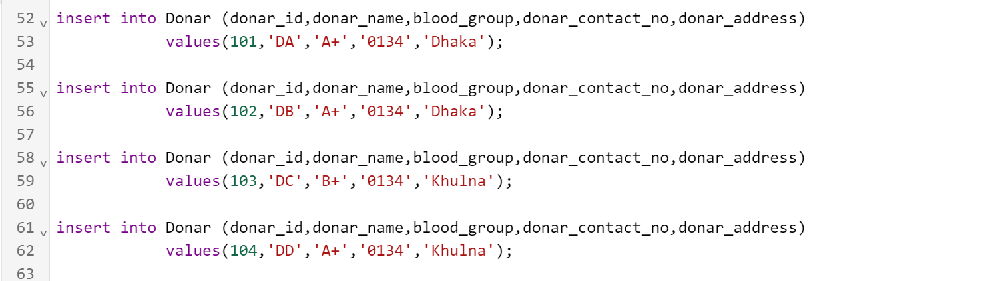 52 v insert into Donar (donar_id,donar_name,blood_group,donar_contact_no,donar_address)
53 values(101,'DA','A+','0134','Dhaka');
54
55 v insert into Donar (donar_id,donar_name,blood_group,donar_contact_no,donar_address)
56 values(102,'DB','A+','0134','Dhaka');
57
58 v insert into Donar (donar_id,donar_name,blood_group,donar_contact_no,donar_address)
59 values(103,'DC','B+','0134','Khulna');
60
61 v insert into Donar (donar_id,donar_name,blood_group,donar_contact_no,donar_address)
62 values(104,'DD','A+','0134','Khulna');
63